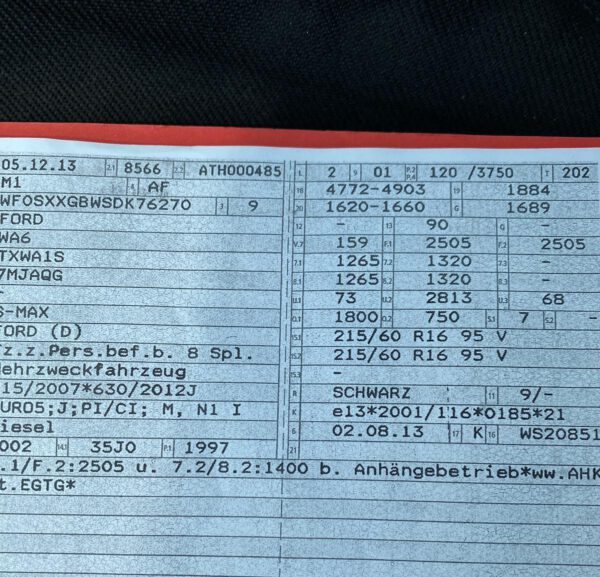 05.12.13 2.1 8566 2.2 ATH000485 L 2 9 01 P.2 P.4 120 /3750 T 202
M1 4 AF 18 4772-4903 19 1884
WF0SXXGBWSDK76270 3 9 20 1620-1660 G 1689
FORD 12 - 13 90 Q -
WA6 V.7 159 F.1 2505 F.2 2505
TXWA1S 7.1 1265 7.2 1320 7.3 -
7MJAQG 8.1 1265 8.2 1320 8.3 -
- U.1 73 U.2 2813 U.3 68
S-MAX O.1 1800 O.2 750 S.1 7 S.2 -
FORD (D) 15.1 215/60 R16 95 V
z.z.Pers.bef.b. 8 Spl. 15.2 215/60 R16 95 V
ehrzweckfahrzeug 15.3 -
15/2007*630/2012J R SCHWARZ 11 9/-
URO5;J;PI/CI; M, N1 I K e13*2001/116*0185*21
iesel 6 02.08.13 17 K 16 WS20851
002 14.1 35J0 P.1 1997 21
.1/F.2:2505 u. 7.2/8.2:1400 b. Anhängebetrieb*ww.AHK
t.EGTG*